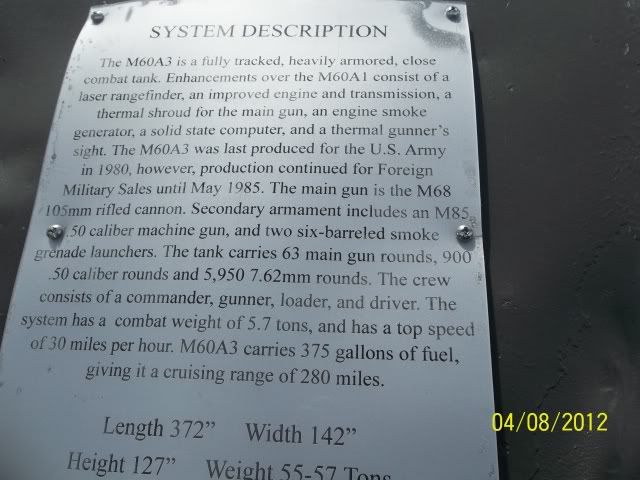 SYSTEM DESCRIPTION
The M60A3 is a fully tracked, heavily armored, close
combat tank. Enhancements over the M60A1 consist of a
laser rangefinder, an improved engine and transmission, a
thermal shroud for the main gun, an engine smoke
generator, a solid state computer, and a thermal gunner's
sight. The M60A3 was last produced for the U.S. Army
in 1980, however, production continued for Foreign
Military Sales until May 1985. The main gun is the M68
105mm rifled cannon. Secondary armament includes an M85
.50 caliber machine gun, and two six-barreled smoke
grenade launchers. The tank carries 63 main gun rounds, 900
.50 caliber rounds and 5,950 7.62mm rounds. The crew
consists of a commander, gunner, loader, and driver. The
system has a combat weight of 5.7 tons, and has a top speed
of 30 miles per hour. M60A3 carries 375 gallons of fuel,
giving it a cruising range of 280 miles.
Length 372” Width 142”
Height 127” Weight 55-57 Tons
04/08/2012